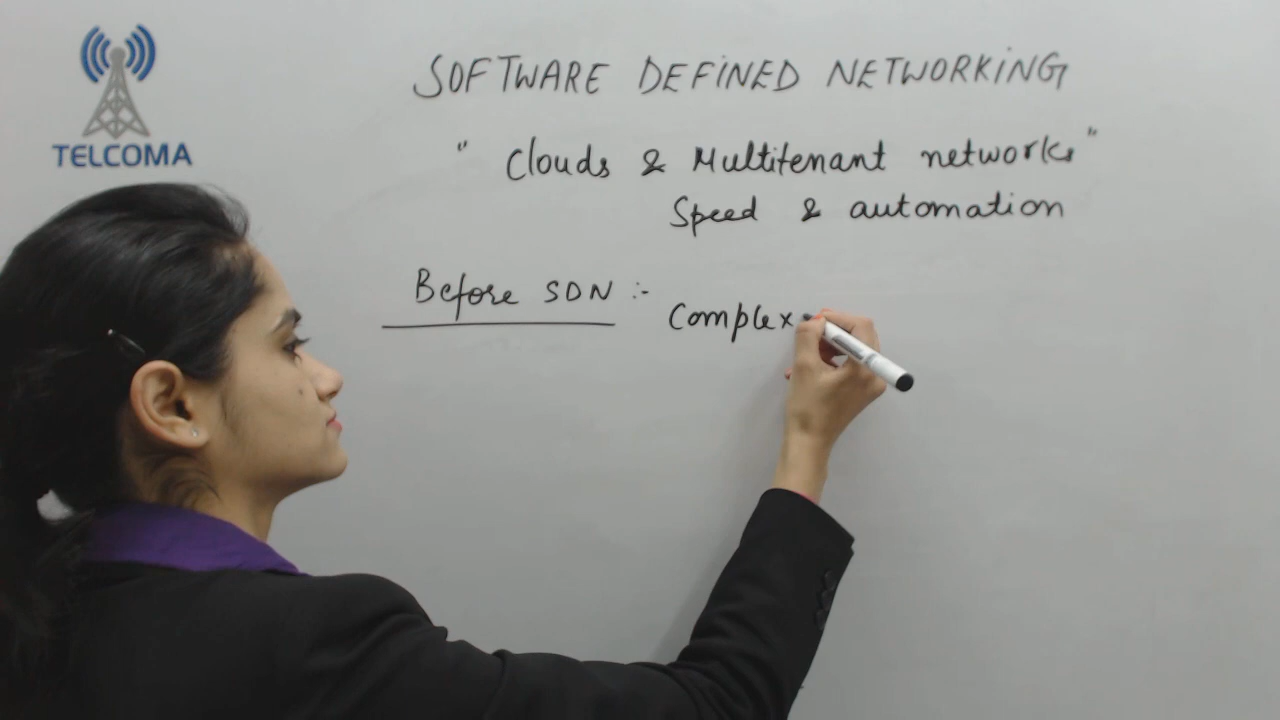 TELCOMA
SOFTWARE DEFINED NETWORKING
" Clouds & Multitenant networks "
Speed & automation
Before SDN :-
Complex